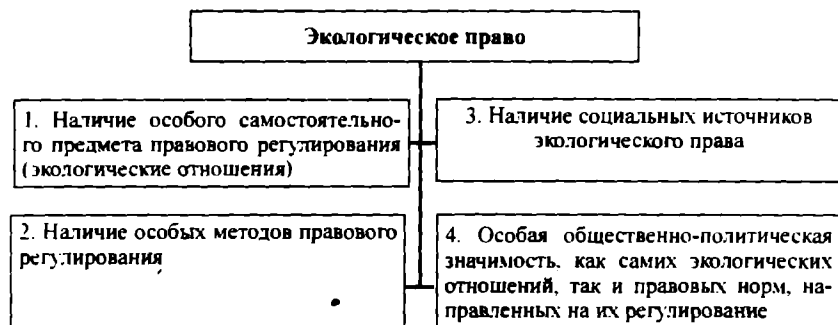 Экологическое право
1. Наличие особого самостоятельно-
го предмета правового регулирования
(экологические отношения)
2. Наличие особых методов правового
регулирования
3. Наличие социальных источников
экологического права
4. Особая общественно-политическая
значимость, как самих экологических
отношений, так и правовых норм, на-
правленных на их регулирование